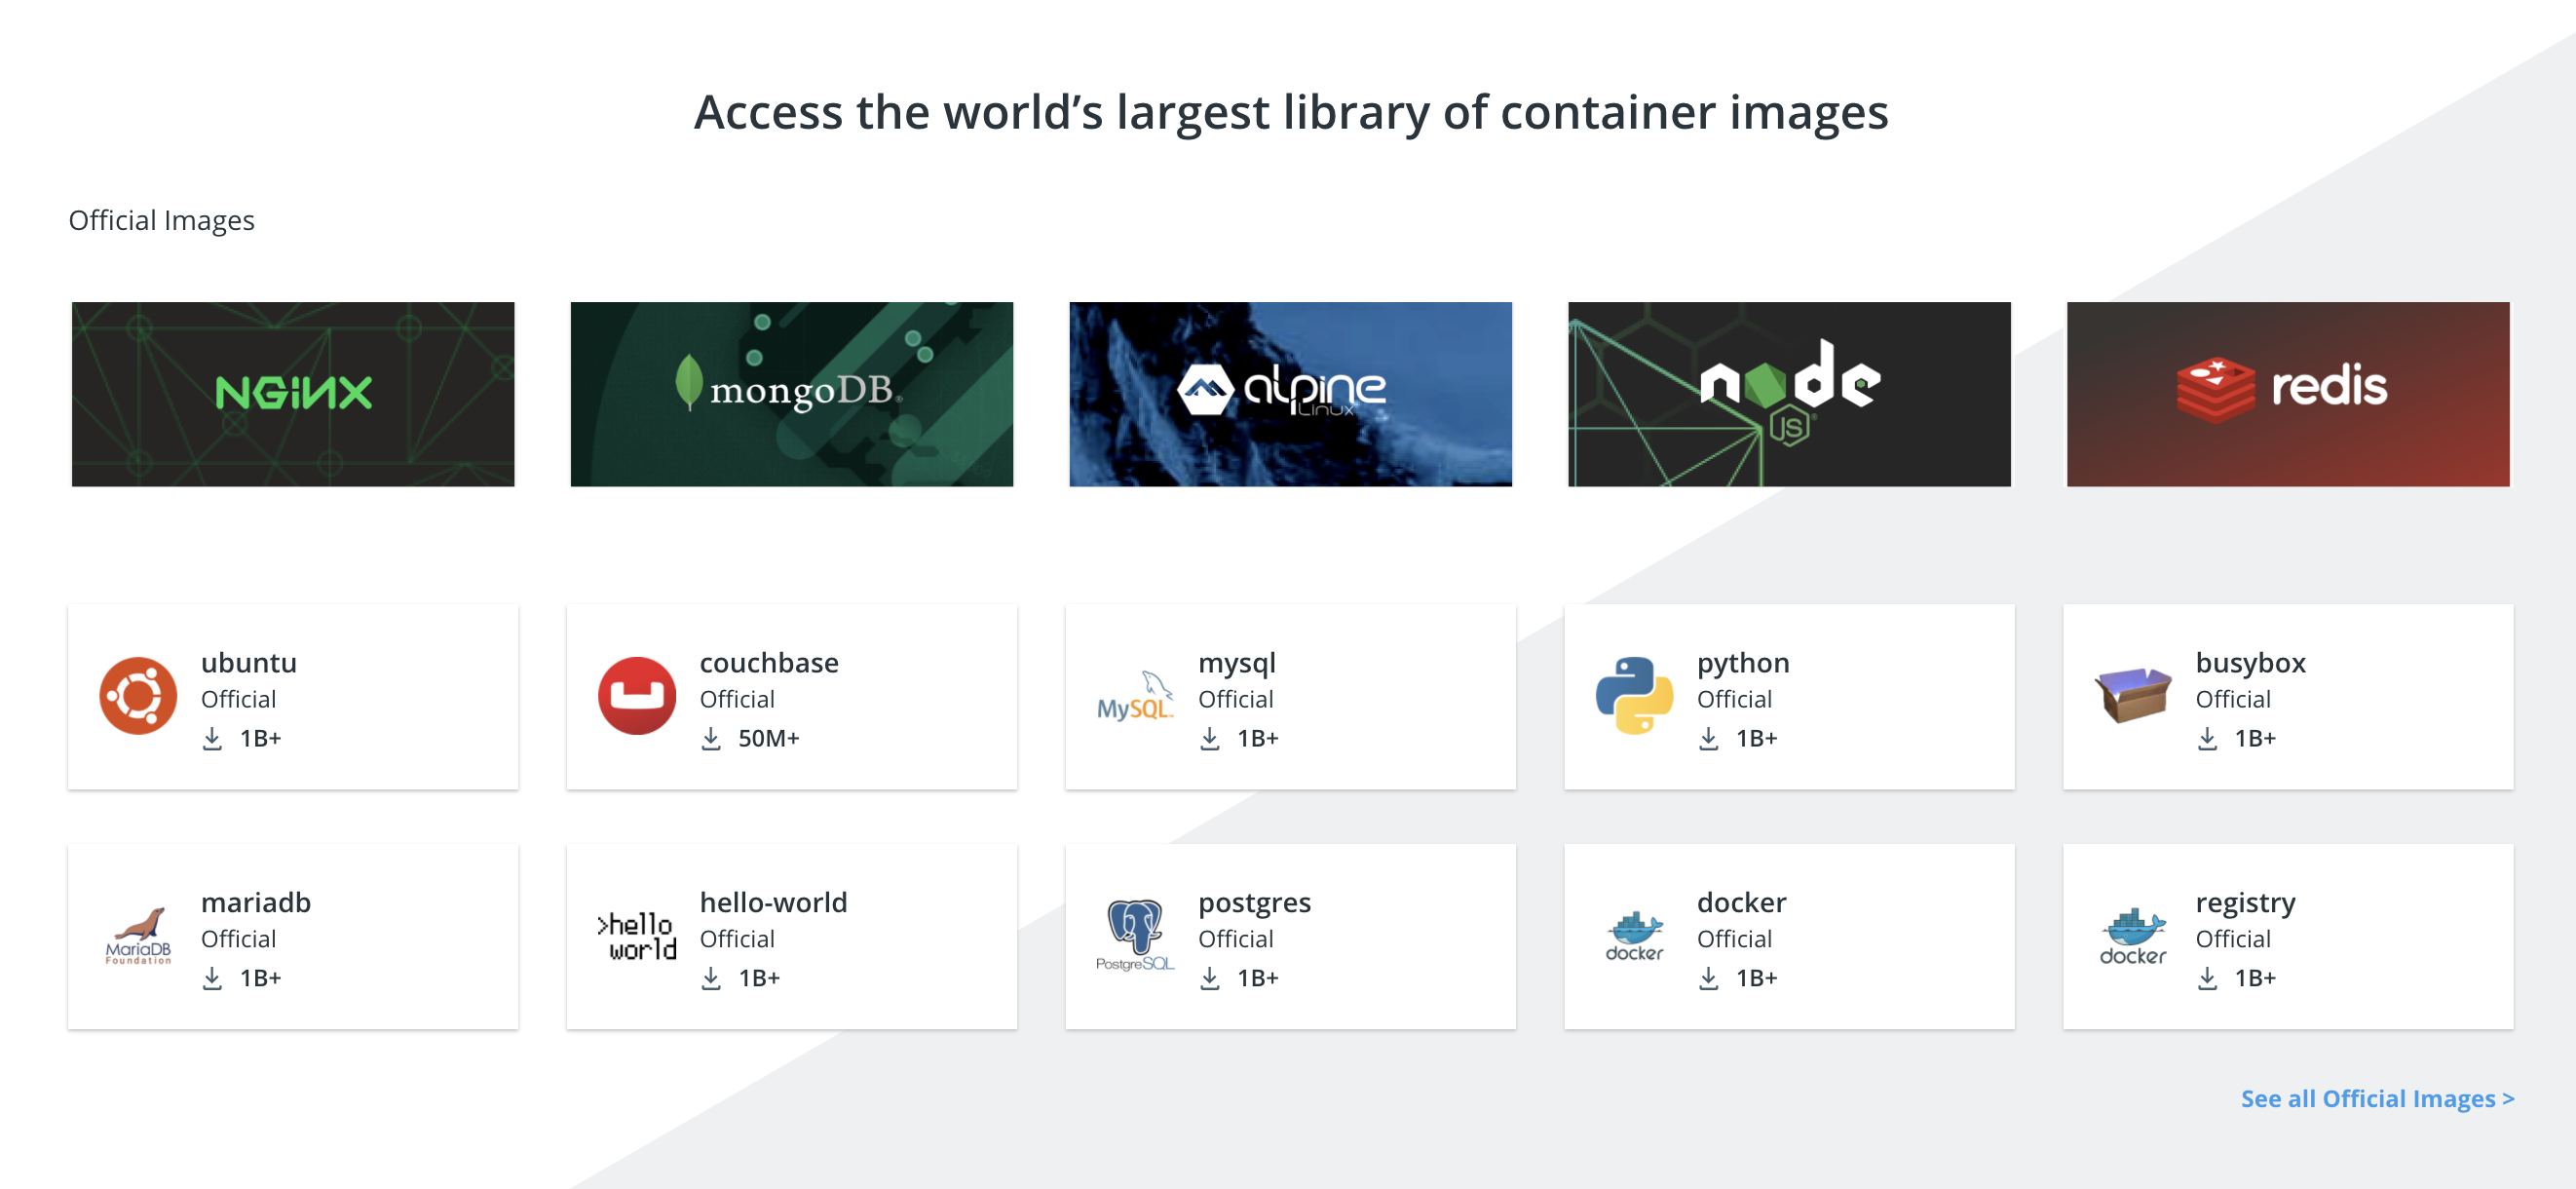 Access the world’s largest library of container images
Official Images
NGINX
mongoDB®
alpine
Linux
node
JS®
redis
ubuntu
Official
1B+
couchbase
Official
50M+
MySQL™
mysql
Official
1B+
python
Official
1B+
busybox
Official
1B+
MariaDB
Foundation
mariadb
Official
1B+
>hello
world
hello-world
Official
1B+
PostgreSQL
postgres
Official
1B+
docker
docker
Official
1B+
docker
registry
Official
1B+
See all Official Images >